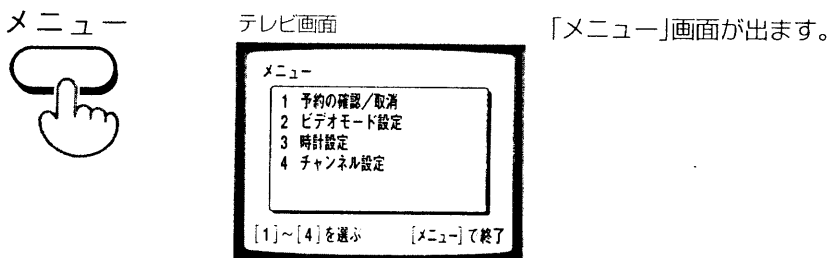 メニュー
テレビ画面
「メニュー」画面が出ます。
メニュー
1 予約の確認／取消
2 ビデオモード設定
3 時計設定
4 チャンネル設定
[1]～[4]を選ぶ [メニュー]で終了